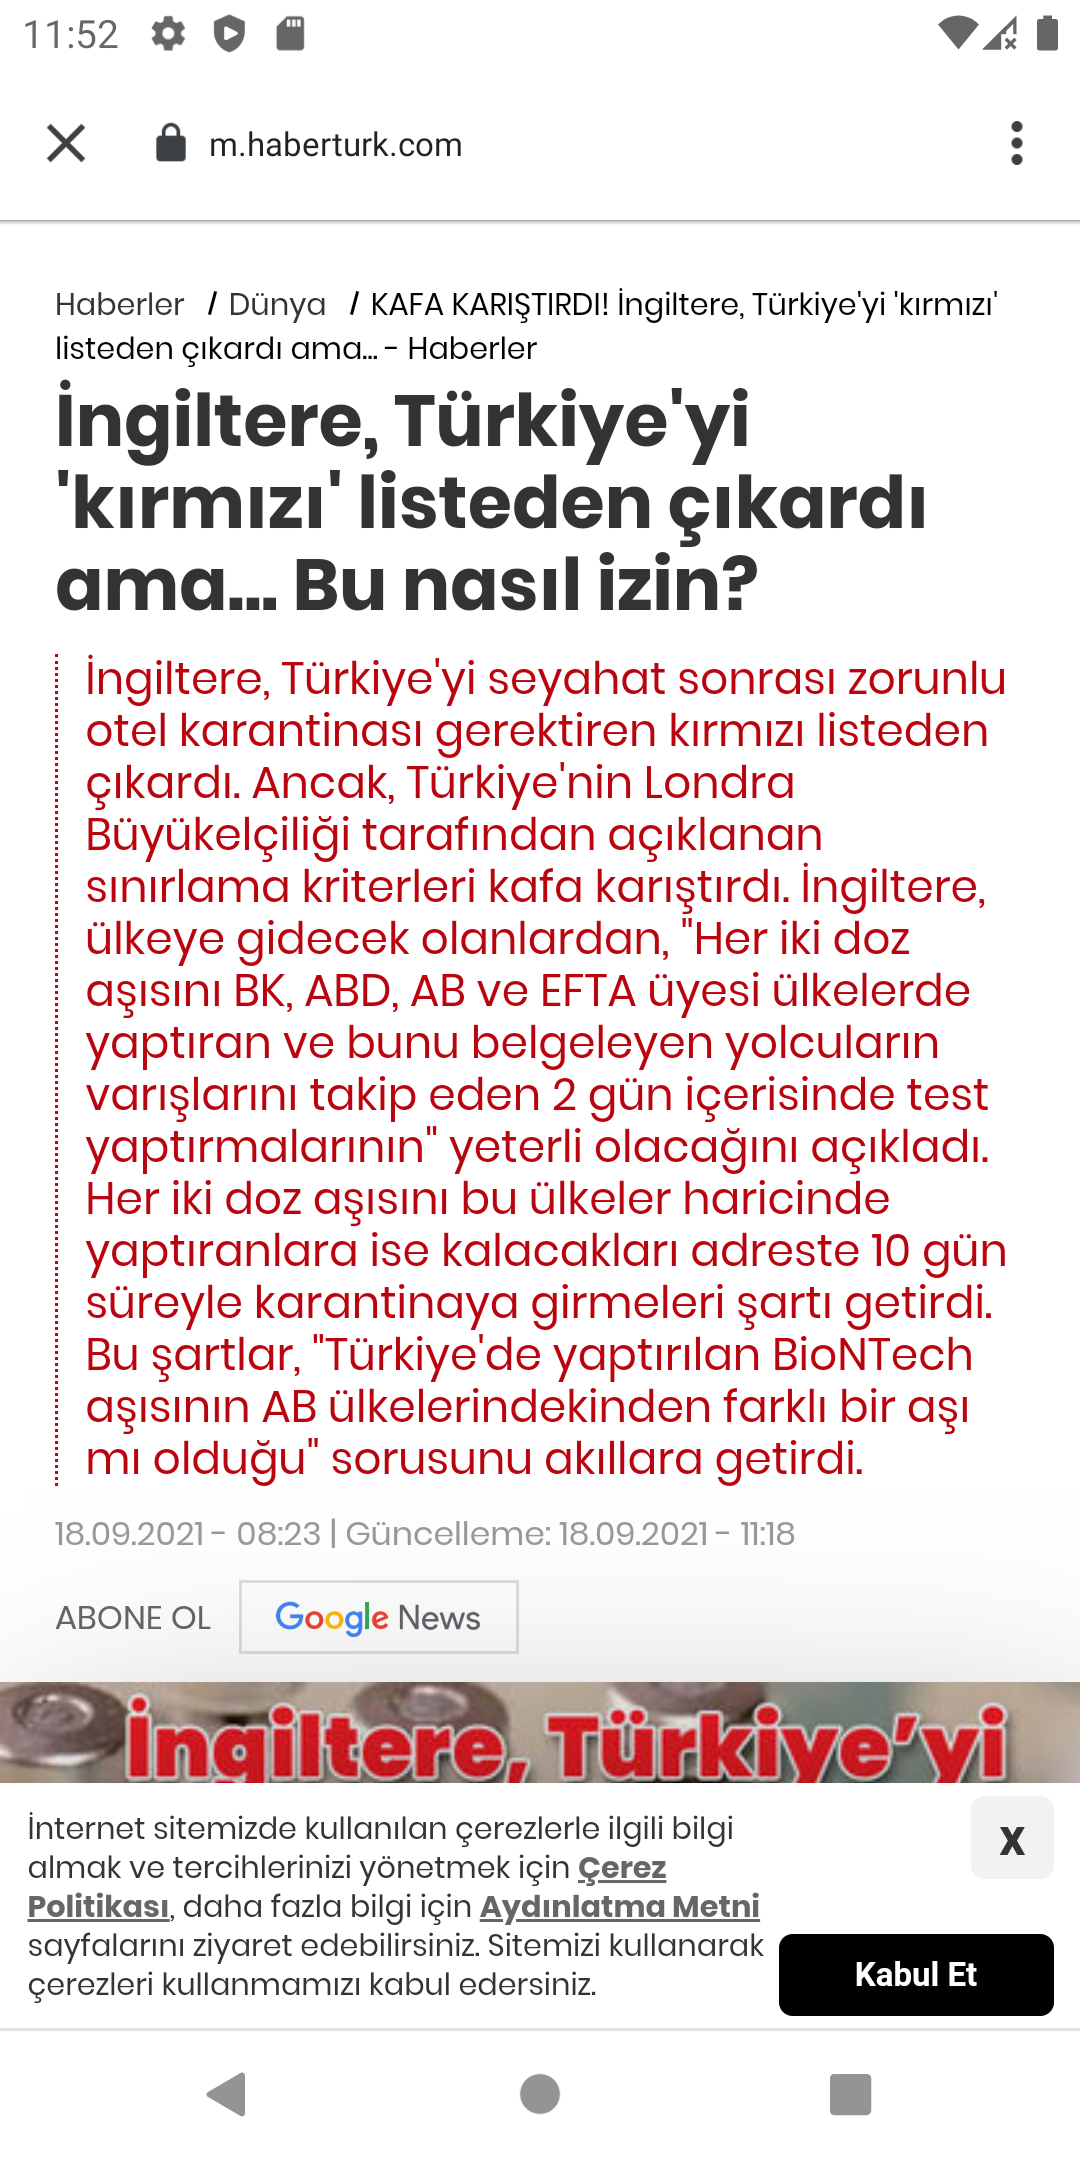 11:52
m.haberturk.com
Haberler / Dünya / KAFA KARIŞTIRDI! İngiltere, Türkiye'yi 'kırmızı'
listeden çıkardı ama... - Haberler
İngiltere, Türkiye'yi
'kırmızı' listeden çıkardı
ama... Bu nasıl izin?
İngiltere, Türkiye'yi seyahat sonrası zorunlu
otel karantinası gerektiren kırmızı listeden
çıkardı. Ancak, Türkiye'nin Londra
Büyükelçiliği tarafından açıklanan
sınırlama kriterleri kafa karıştırdı. İngiltere,
ülkeye gidecek olanlardan, "Her iki doz
aşısını BK, ABD, AB ve EFTA üyesi ülkelerde
yaptıran ve bunu belgeleyen yolcuların
varışlarını takip eden 2 gün içerisinde test
yaptırmalarının" yeterli olacağını açıkladı.
Her iki doz aşısını bu ülkeler haricinde
yaptıranlara ise kalacakları adreste 10 gün
süreyle karantinaya girmeleri şartı getirdi.
Bu şartlar, "Türkiye'de yaptırılan BioNTech
aşısının AB ülkelerindekinden farklı bir aşı
mı olduğu" sorusunu akıllara getirdi.
18.09.2021 - 08:23 | Güncelleme: 18.09.2021 - 11:18
ABONE OL Google News
İngiltere, Türkiye'yi
İnternet sitemizde kullanılan çerezlerle ilgili bilgi
almak ve tercihlerinizi yönetmek için Çerez
Politikası, daha fazla bilgi için Aydınlatma Metni
sayfalarını ziyaret edebilirsiniz. Sitemizi kullanarak
çerezleri kullanmamızı kabul edersiniz.
X
Kabul Et